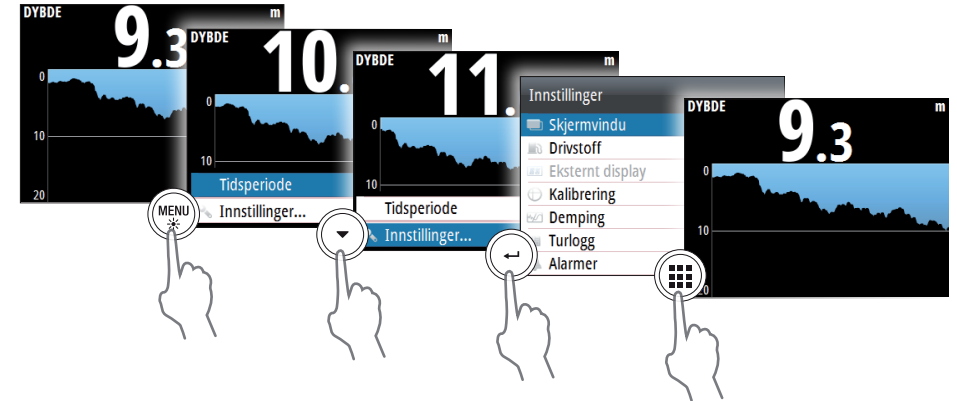 DYBDE m
9.3
0
10
20
MENU
DYBDE m
10.
0
10
Tidsperiode
Innstillinger...
DYBDE m
11.
0
10
Tidsperiode
Innstillinger...
Innstillinger
Skjermvindu
Drivstoff
Eksternt display
Kalibrering
Demping
Turlogg
Alarmer
DYBDE m
9.3
0
10
20